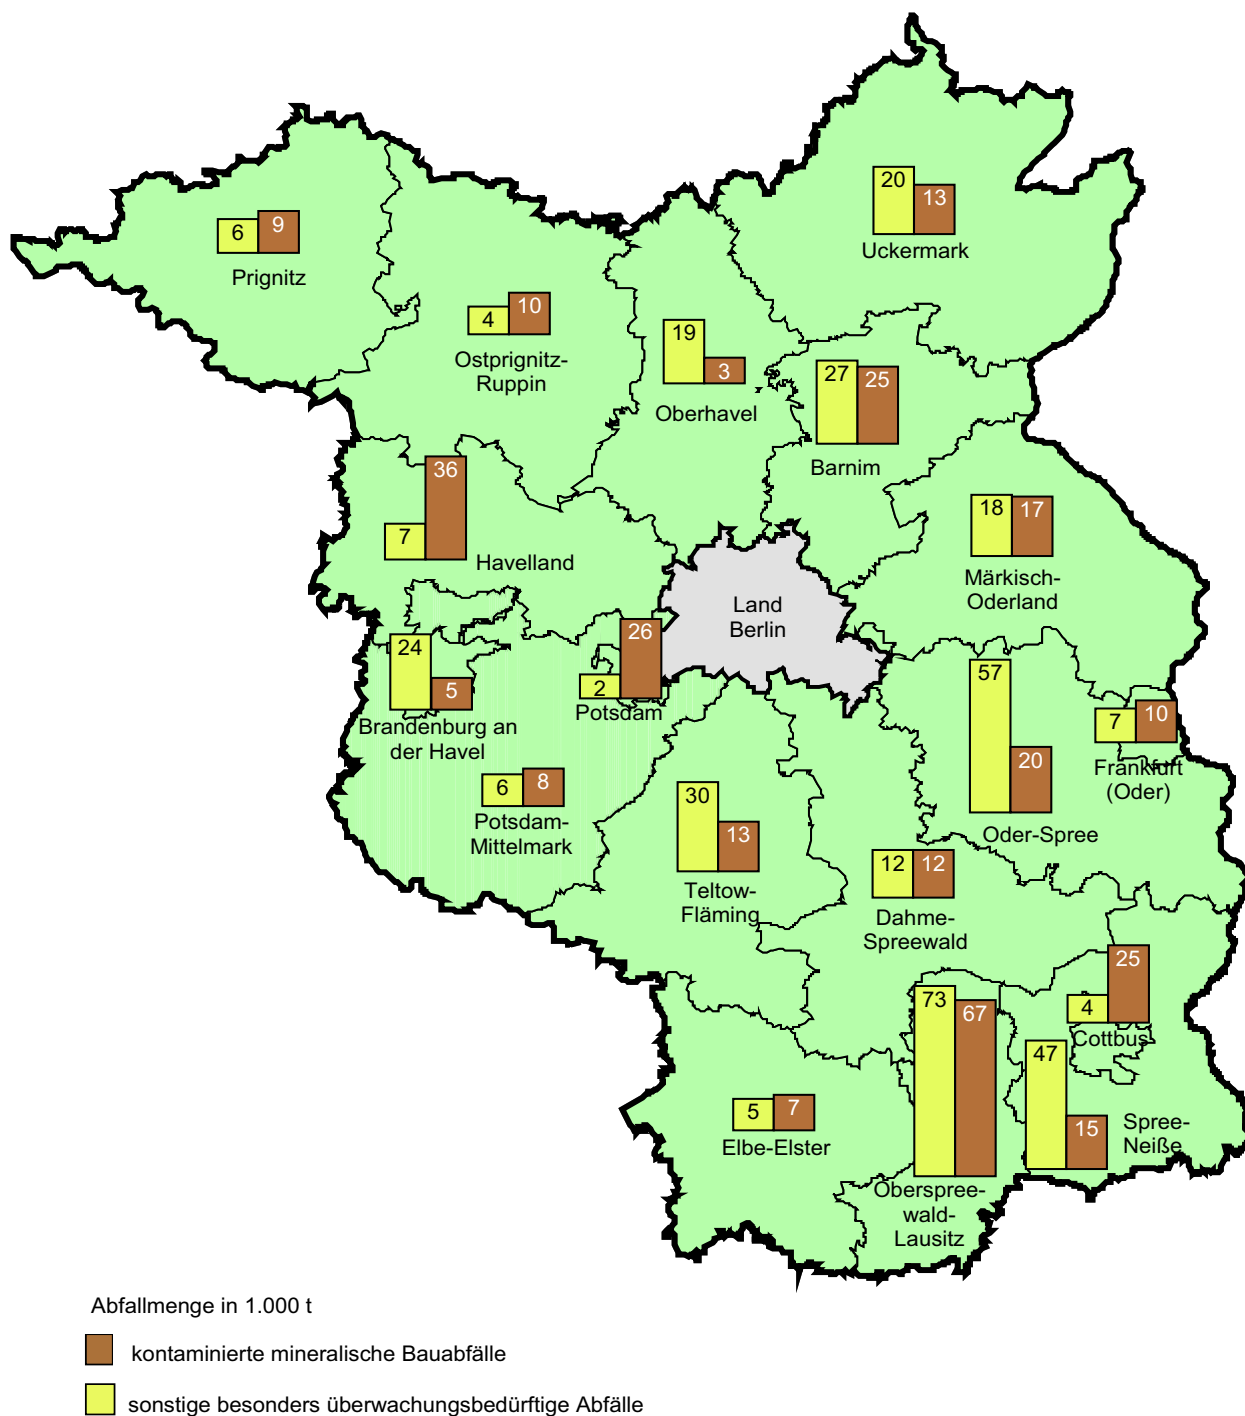 20
13
Uckermark
6
9
Prignitz
4
10
Ostprignitz-
Ruppin
19
3
Oberhavel
27
25
Barnim
36
7
Havelland
18
17
Märkisch-
Oderland
Land
Berlin
24
5
Brandenburg an
der Havel
26
2
Potsdam
57
20
Oder-Spree
7
10
Frankfurt
(Oder)
6
8
Potsdam-
Mittelmark
30
13
Teltow-
Fläming
12
12
Dahme-
Spreewald
25
4
Cottbus
73
67
Oberspree-
wald-
Lausitz
47
15
Spree-
Neiße
5
7
Elbe-Elster
Abfallmenge in 1.000 t
kontaminierte mineralische Bauabfälle
sonstige besonders überwachungsbedürftige Abfälle